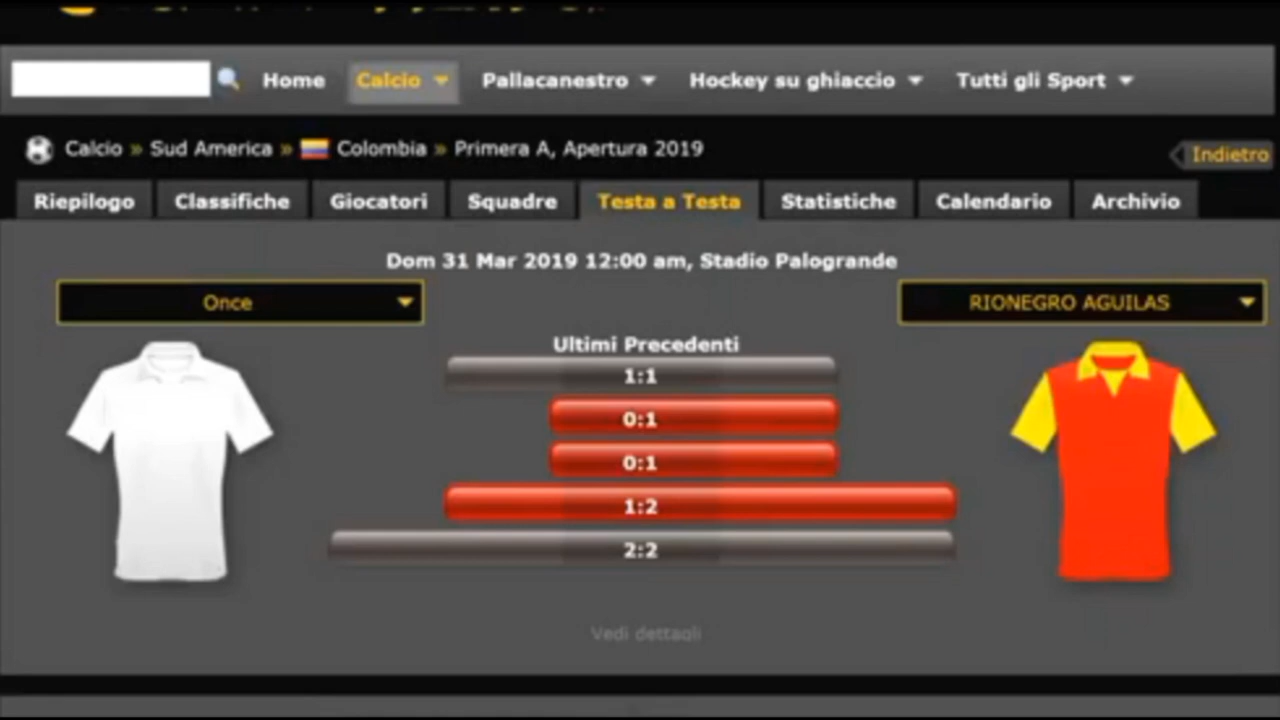 Home Calcio Pallacanestro Hockey su ghiaccio Tutti gli Sport
Calcio » Sud America » Colombia » Primera A, Apertura 2019
Indietro
Riepilogo Classifiche Giocatori Squadre Testa a Testa Statistiche Calendario Archivio
Dom 31 Mar 2019 12:00 am, Stadio Palogrande
Once
RIONEGRO AGUILAS
Ultimi Precedenti
1:1
0:1
0:1
1:2
2:2
Vedi dettagli